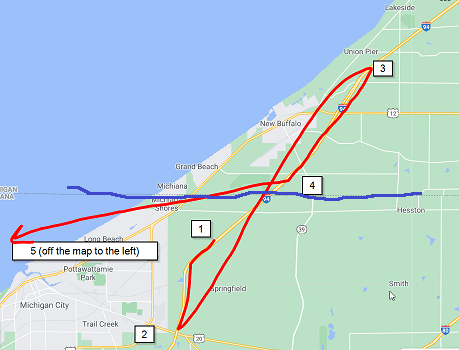 Lakeside
94
Union Pier
3
12
New Buffalo
Grand Beach
Michiana
4
IGAN
ANA
Michi
Shores
94
Hesston
1
39
Long Beach
5 (off the map to the left)
Pottawattamie
Park
Springfield
Smith
Michigan City
Trail Creek
2
20